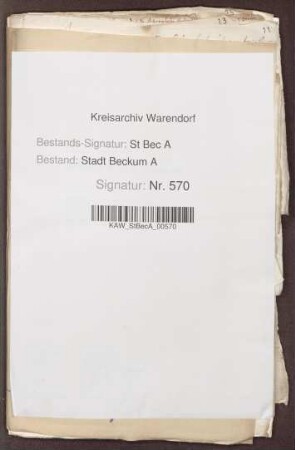 Kreisarchiv Warendorf
Bestands-Signatur: St Bec A
Bestand: Stadt Beckum A
Signatur: Nr. 570
KAW_StBecA_00570